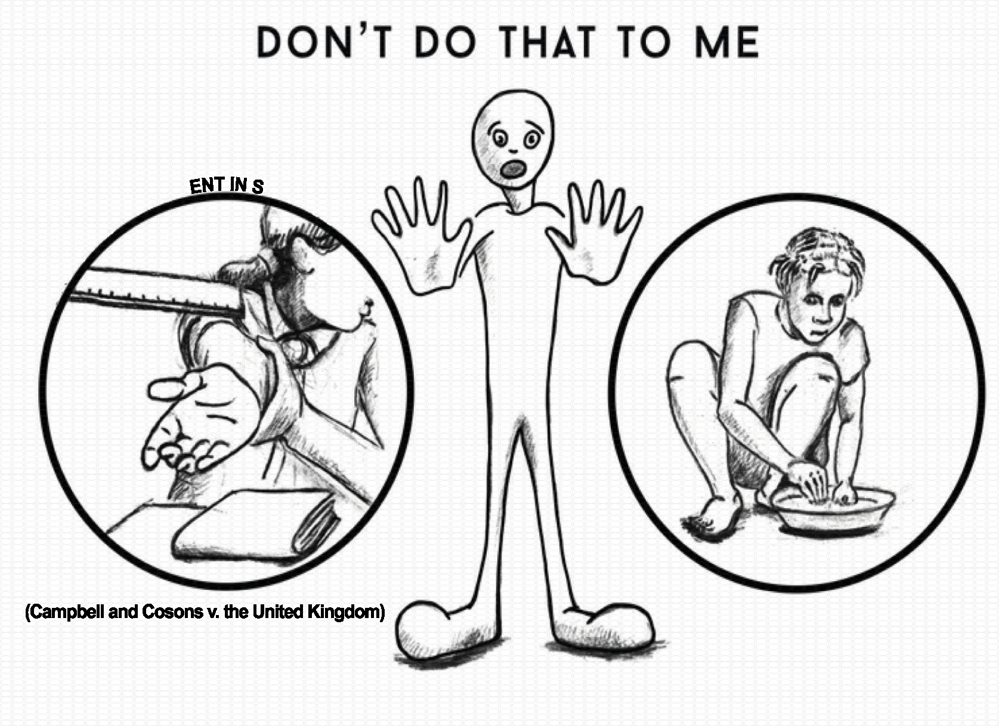 DON'T DO THAT TO ME
ENT IN S
(Campbell and Cosons v. the United Kingdom)